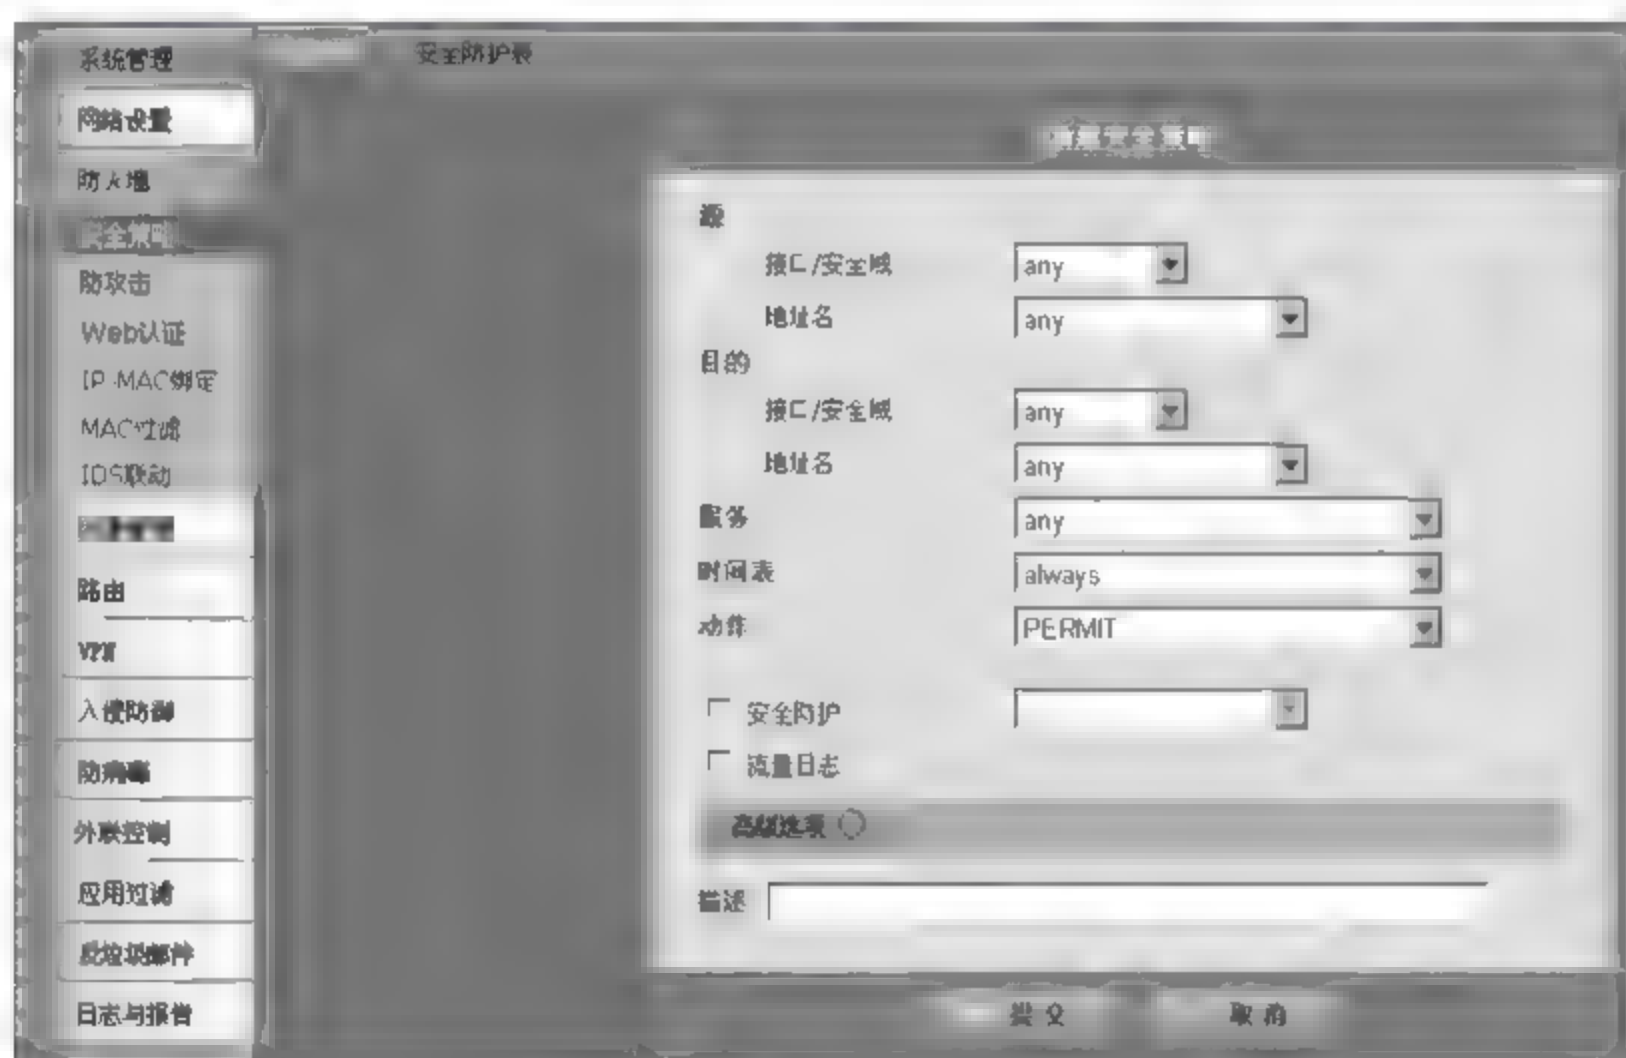 系统管理
网络设置
防火墙
安全策略
防攻击
Web认证
IP-MAC绑定
MAC过滤
IDS联动
路由
VPN
入侵防御
防病毒
外联控制
应用过滤
反垃圾邮件
日志与报告
安全防护表
源
接口/安全域 any
地址名 any
目的
接口/安全域 any
地址名 any
服务 any
时间表 always
动作 PERMIT
安全防护
流量日志
高级选项
描述
提交 取消